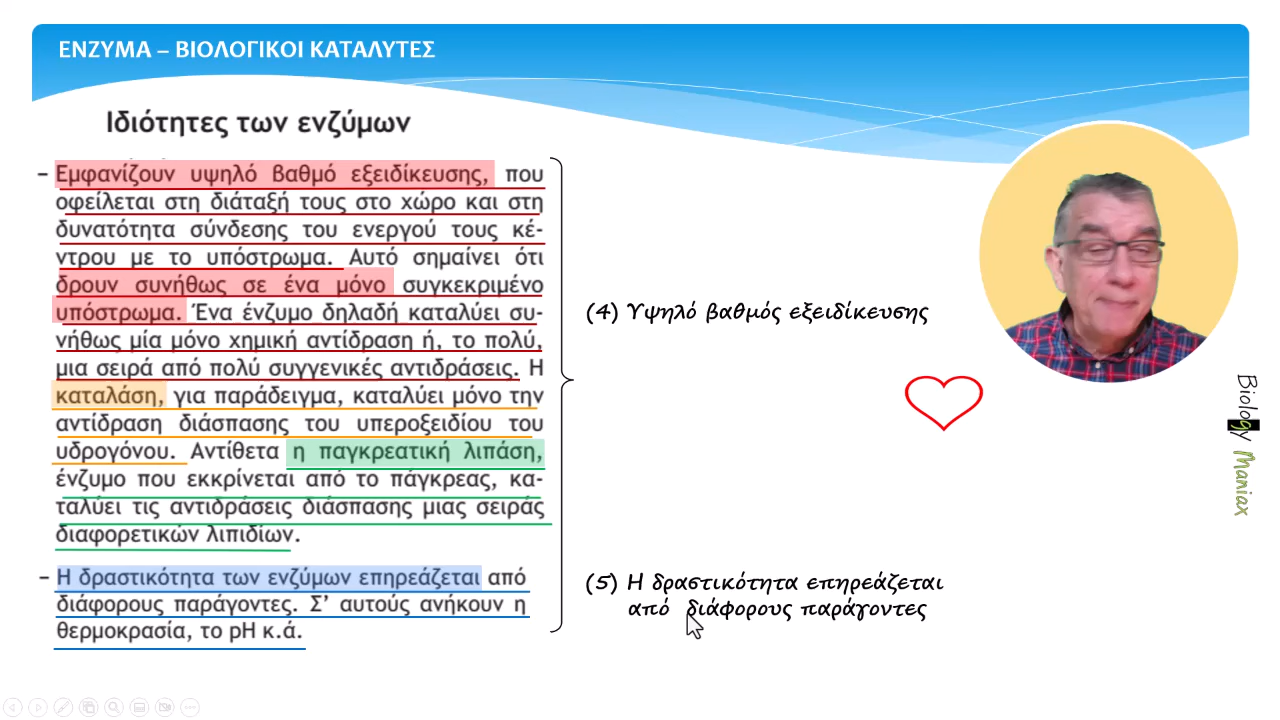 ΕΝΖΥΜΑ – ΒΙΟΛΟΓΙΚΟΙ ΚΑΤΑΛΥΤΕΣ
Ιδιότητες των ενζύμων
– Εμφανίζουν υψηλό βαθμό εξειδίκευσης, που
οφείλεται στη διάταξή τους στο χώρο και στη
δυνατότητα σύνδεσης του ενεργού τους κέ-
ντρου με το υπόστρωμα. Αυτό σημαίνει ότι
δρουν συνήθως σε ένα μόνο συγκεκριμένο
υπόστρωμα. Ένα ένζυμο δηλαδή καταλύει συ-
νήθως μία μόνο χημική αντίδραση ή, το πολύ,
μια σειρά από πολύ συγγενικές αντιδράσεις. Η
καταλάση, για παράδειγμα, καταλύει μόνο την
αντίδραση διάσπασης του υπεροξειδίου του
υδρογόνου. Αντίθετα η παγκρεατική λιπάση,
ένζυμο που εκκρίνεται από το πάγκρεας, κα-
ταλύει τις αντιδράσεις διάσπασης μιας σειράς
διαφορετικών λιπιδίων.
– Η δραστικότητα των ενζύμων επηρεάζεται από
διάφορους παράγοντες. Σ’ αυτούς ανήκουν η
θερμοκρασία, το pH κ.ά.
(4) Υψηλό βαθμός εξειδίκευσης
(5) Η δραστικότητα επηρεάζεται
από διάφορους παράγοντες
Biology Maniax